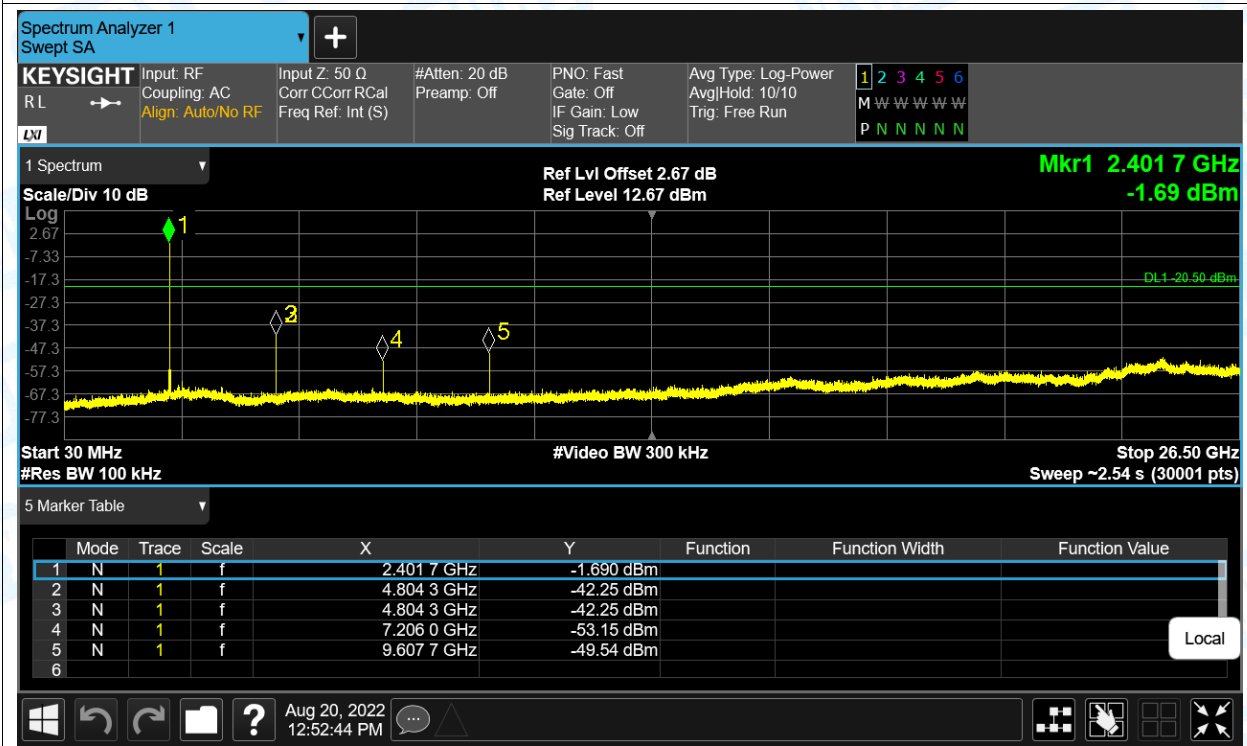 Spectrum Analyzer 1
Swept SA
KEYSIGHT
R L
LXI
Input: RF
Coupling: AC
Align: Auto/No RF
Input Z: 50 Ω
Corr CCorr RCal
Freq Ref: Int (S)
#Atten: 20 dB
Preamp: Off
PNO: Fast
Gate: Off
IF Gain: Low
Sig Track: Off
Avg Type: Log-Power
Avg|Hold: 10/10
Trig: Free Run
1 2 3 4 5 6
M W W W W W W
P N N N N N
1 Spectrum
Scale/Div 10 dB
Ref Lvl Offset 2.67 dB
Ref Level 12.67 dBm
Mkr1 2.401 7 GHz
-1.69 dBm
Log
2.67
-7.33
-17.3
-27.3
-37.3
-47.3
-57.3
-67.3
-77.3
1
3
4
5
DL1 -20.50 dBm
Start 30 MHz
#Video BW 300 kHz
Stop 26.50 GHz
#Res BW 100 kHz
Sweep ~2.54 s (30001 pts)
5 Marker Table
Mode Trace Scale X Y Function Function Width Function Value
1 N 1 f 2.401 7 GHz -1.690 dBm
2 N 1 f 4.804 3 GHz -42.25 dBm
3 N 1 f 4.804 3 GHz -42.25 dBm
4 N 1 f 7.206 0 GHz -53.15 dBm
5 N 1 f 9.607 7 GHz -49.54 dBm
6
Local
?
Aug 20, 2022
12:52:44 PM